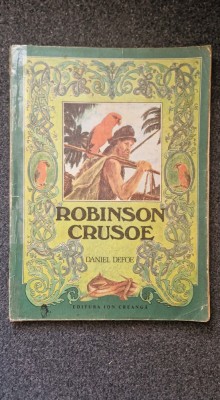 ROBINSON
CRUSOE
DANIEL DEFOE
EDITURA ION CREANGĂ